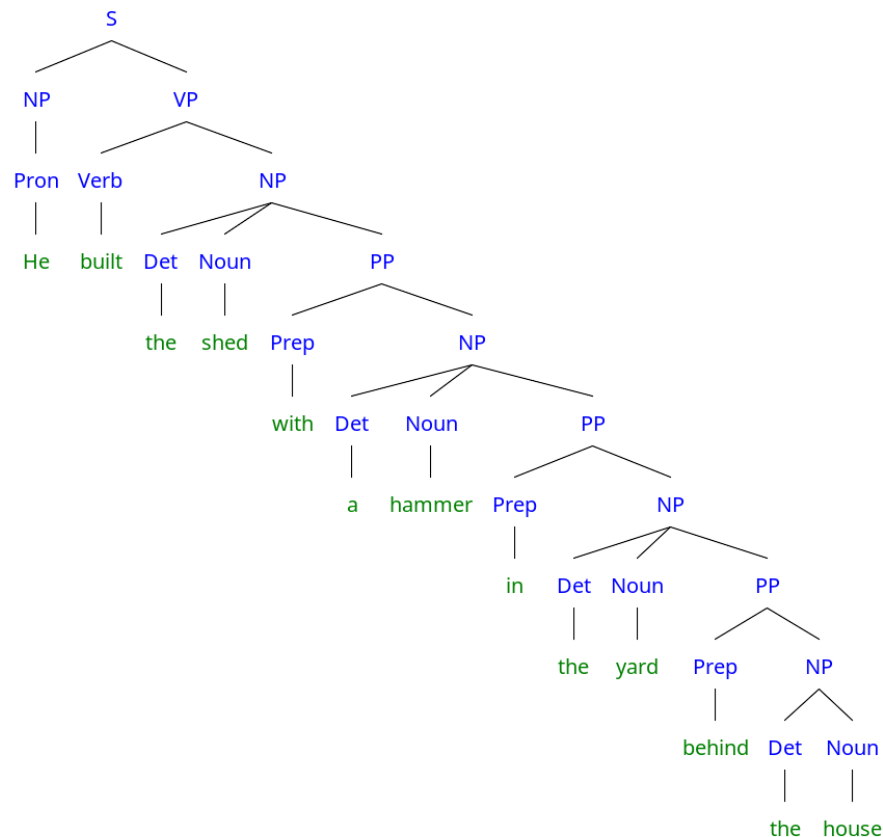 S
NP VP
Pron Verb NP
He built Det Noun PP
the shed Prep NP
with Det Noun PP
a hammer Prep NP
in Det Noun PP
the yard Prep NP
behind Det Noun
the house